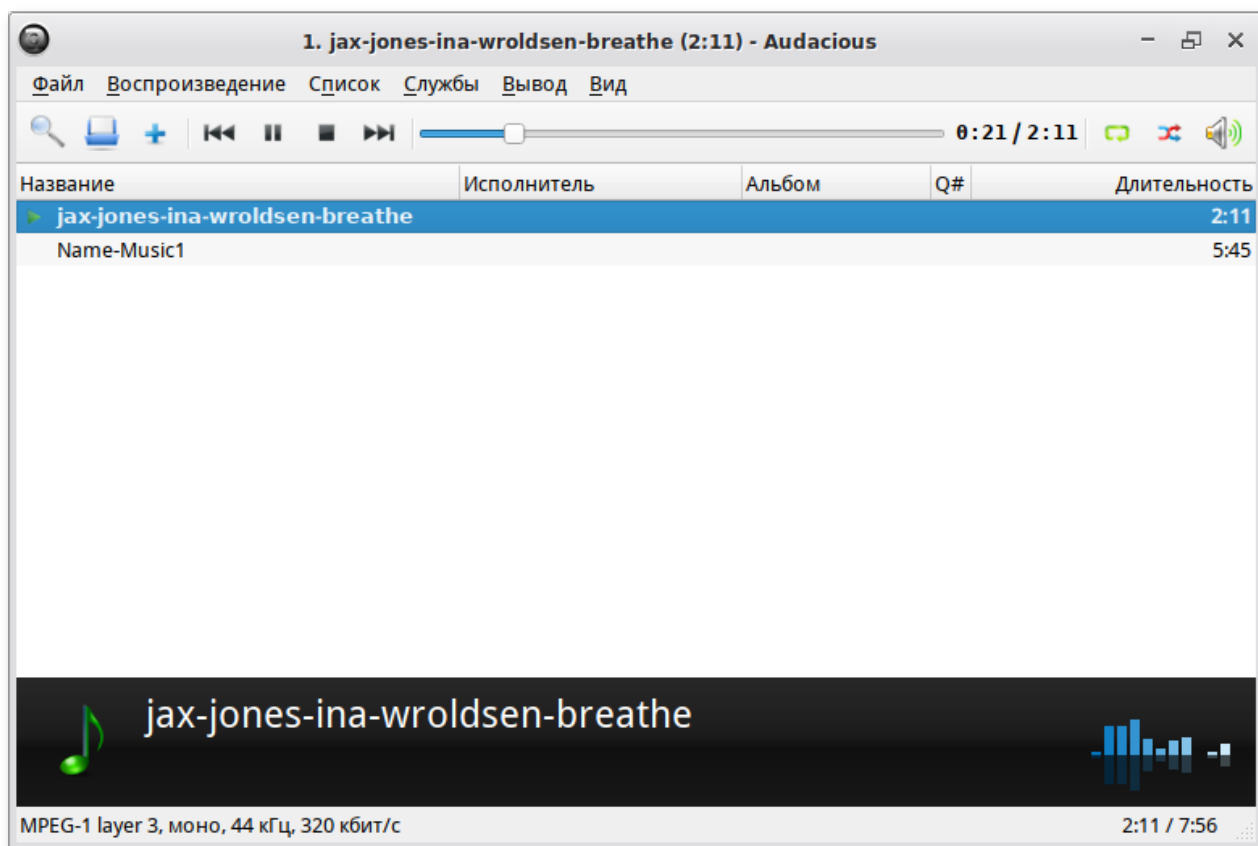 1. jax-jones-ina-wroldsen-breathe (2:11) - Audacious
Файл Воспроизведение Список Службы Вывод Вид
0:21 / 2:11
Название Исполнитель Альбом Q# Длительность
jax-jones-ina-wroldsen-breathe 2:11
Name-Music1 5:45
jax-jones-ina-wroldsen-breathe
MPEG-1 layer 3, моно, 44 кГц, 320 кбит/с 2:11 / 7:56